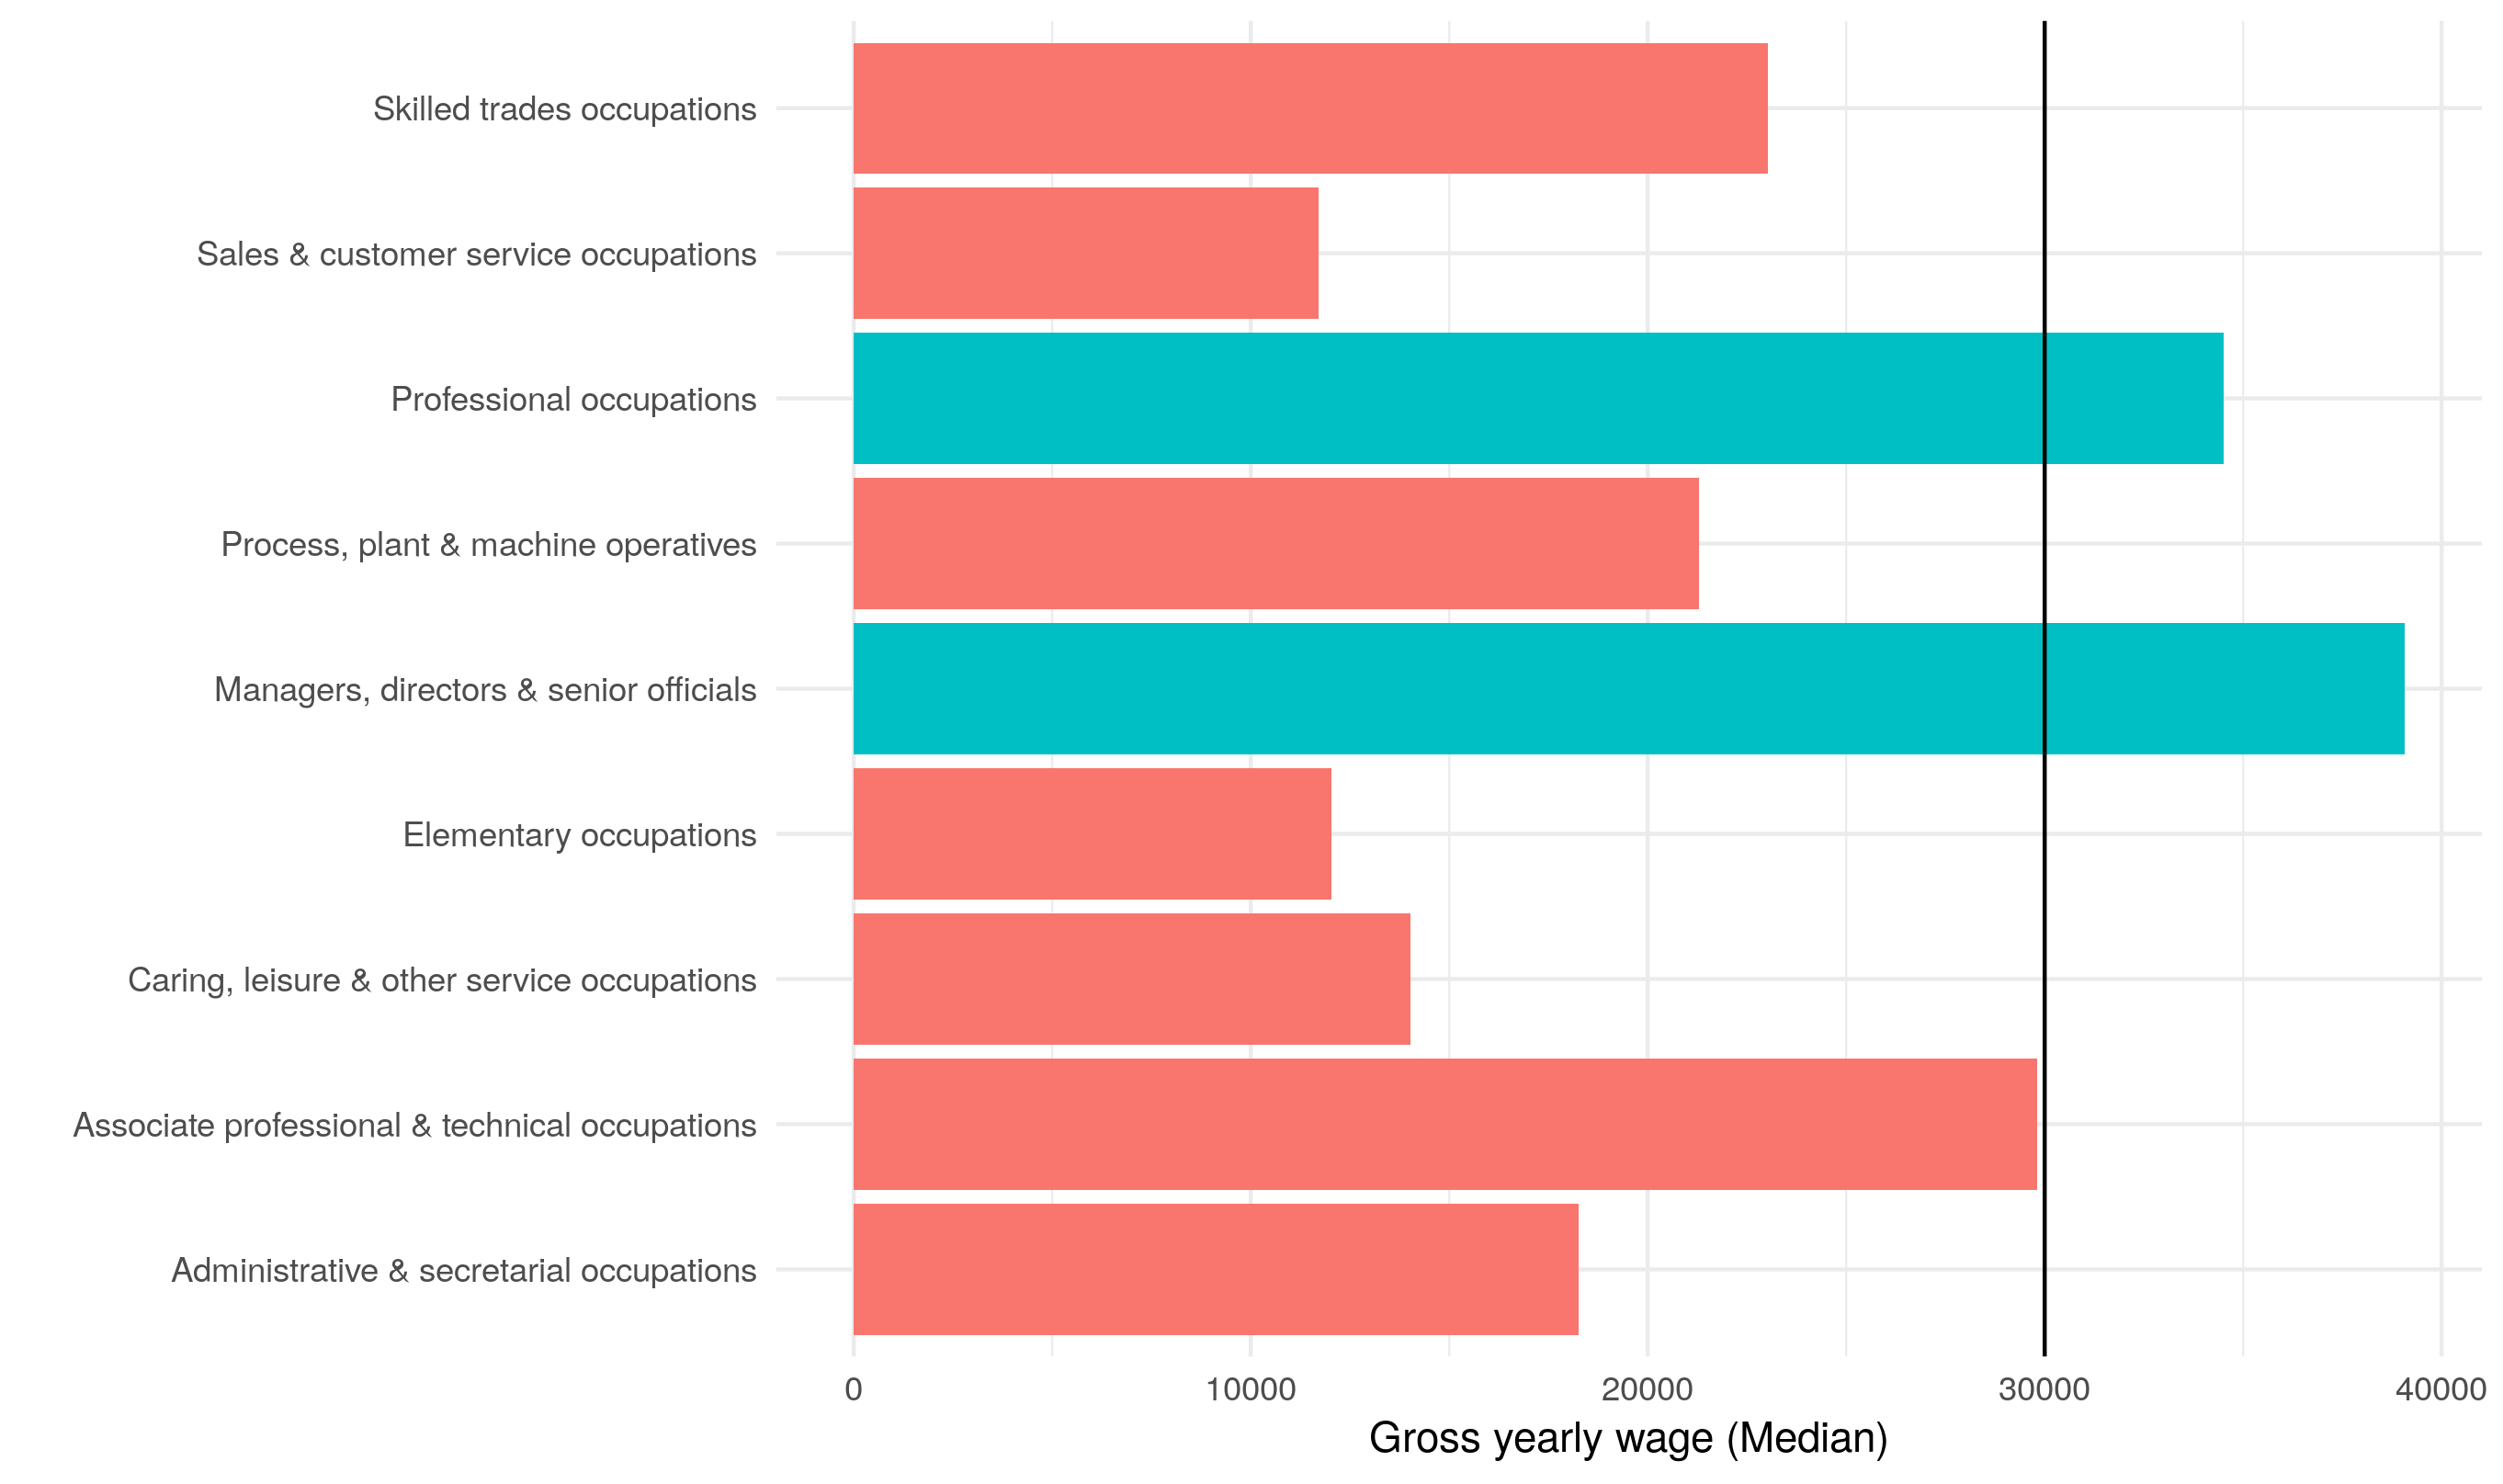 Skilled trades occupations
Sales & customer service occupations
Professional occupations
Process, plant & machine operatives
Managers, directors & senior officials
Elementary occupations
Caring, leisure & other service occupations
Associate professional & technical occupations
Administrative & secretarial occupations
0 10000 20000 30000 40000
Gross yearly wage (Median)